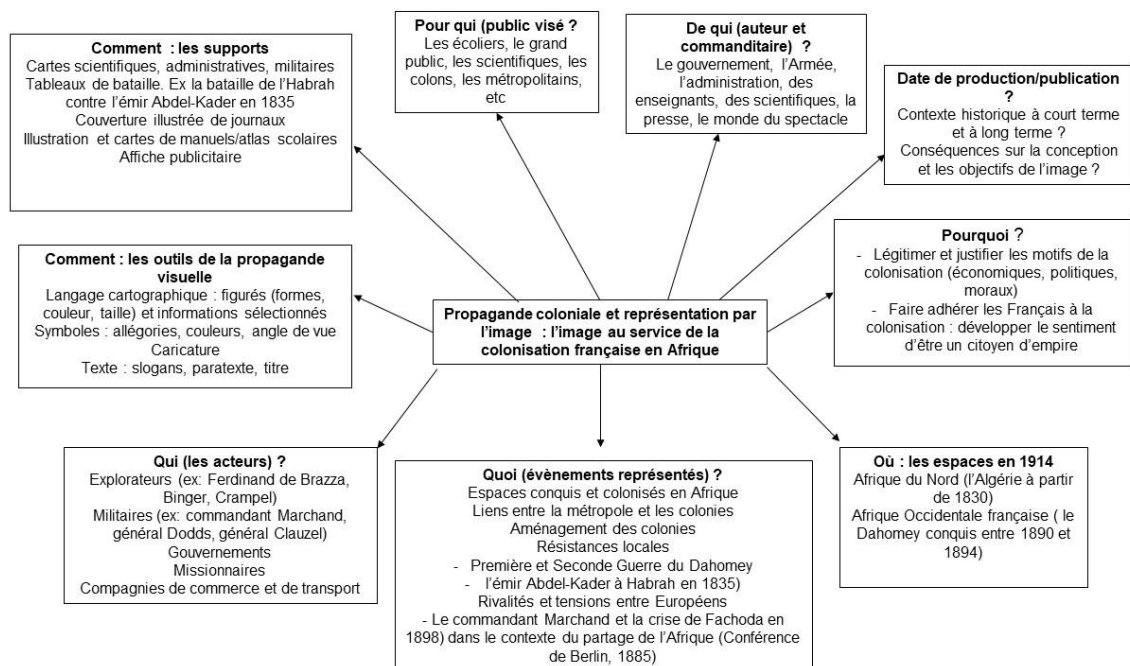 Comment : les supports
Cartes scientifiques, administratives, militaires
Tableaux de bataille. Ex la bataille de l'Habrah
contre l'émir Abdel-Kader en 1835
Couverture illustrée de journaux
Illustration et cartes de manuels/atlas scolaires
Affiche publicitaire
Pour qui (public visé ?
Les écoliers, le grand
public, les scientifiques, les
colons, les métropolitains,
etc
De qui (auteur et
commanditaire) ?
Le gouvernement, l'Armée,
l'administration, des
enseignants, des scientifiques, la
presse, le monde du spectacle
Date de production/publication
?
Contexte historique à court terme
et à long terme ?
Conséquences sur la conception
et les objectifs de l'image ?
Comment : les outils de la propagande
visuelle
Langage cartographique : figurés (formes,
couleur, taille) et informations sélectionnés
Symboles : allégories, couleurs, angle de vue
Caricature
Texte : slogans, paratexte, titre
Propagande coloniale et représentation par
l'image : l'image au service de la
colonisation française en Afrique
Pourquoi ?
- Légitimer et justifier les motifs de la
colonisation (économiques, politiques,
moraux)
- Faire adhérer les Français à la
colonisation : développer le sentiment
d'être un citoyen d'empire
Qui (les acteurs) ?
Explorateurs (ex: Ferdinand de Brazza,
Binger, Crampel)
Militaires (ex: commandant Marchand,
général Dodds, général Clauzel)
Gouvernements
Missionnaires
Compagnies de commerce et de transport
Quoi (évènements représentés) ?
Espaces conquis et colonisés en Afrique
Liens entre la métropole et les colonies
Aménagement des colonies
Résistances locales
- Première et Seconde Guerre du Dahomey
- l'émir Abdel-Kader à Habrah en 1835)
Rivalités et tensions entre Européens
- Le commandant Marchand et la crise de Fachoda en
1898) dans le contexte du partage de l'Afrique (Conférence
de Berlin, 1885)
Où : les espaces en 1914
Afrique du Nord (l'Algérie à partir
de 1830)
Afrique Occidentale française ( le
Dahomey conquis entre 1890 et
1894)